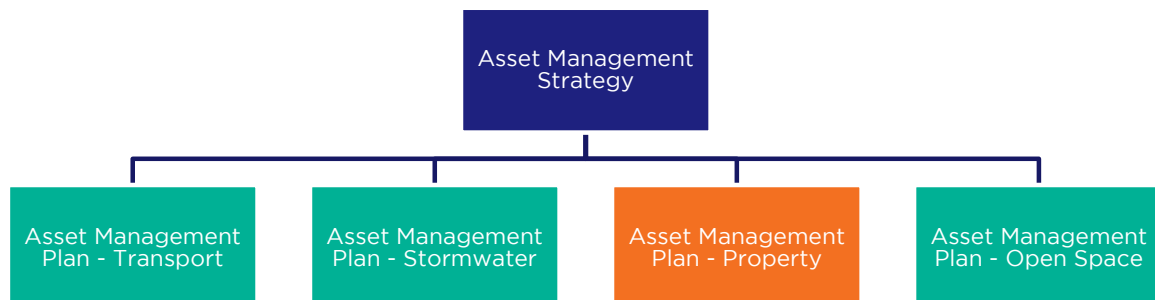 Asset Management
Strategy
Asset Management
Plan - Transport
Asset Management
Plan - Stormwater
Asset Management
Plan - Property
Asset Management
Plan - Open Space